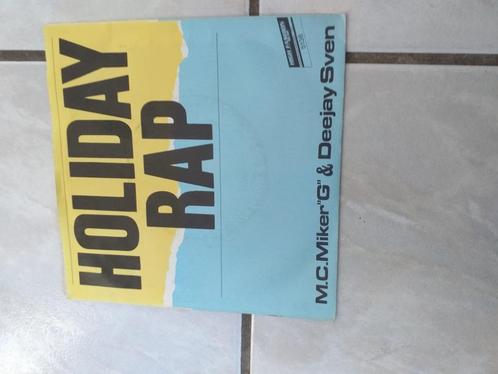 HOLIDAY
RAP
M.C.Miker"G" & Deejay Sven